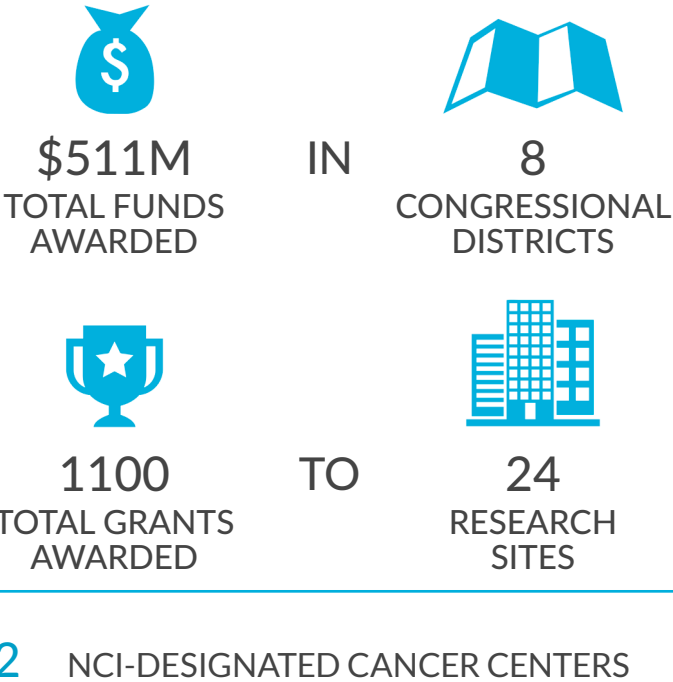 $
$511M IN 8
TOTAL FUNDS CONGRESSIONAL
AWARDED DISTRICTS
1100 TO 24
TOTAL GRANTS RESEARCH
AWARDED SITES
2 NCI-DESIGNATED CANCER CENTERS